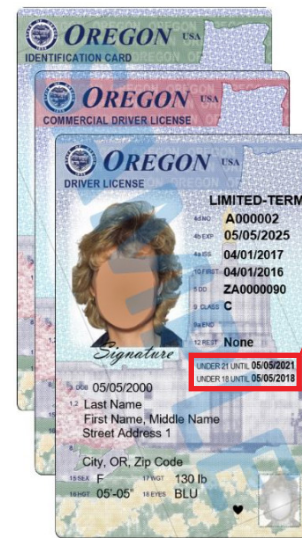 OREGON USA
IDENTIFICATION CARD
OREGON USA
COMMERCIAL DRIVER LICENSE
OREGON USA
DRIVER LICENSE
LIMITED-TERM
4d NO A000002
4b EXP 05/05/2025
4a ISS 04/01/2017
10 FIRST 04/01/2016
5 DD ZA0000090
9 CLASS C
9a END
12 REST None
Signature
UNDER 21 UNTIL 05/05/2021
UNDER 18 UNTIL 05/05/2018
3 DOB 05/05/2000
1,2 Last Name
First Name, Middle Name
Street Address 1
8
City, OR, Zip Code
15 SEX F 17 WGT 130 lb
16 HGT 05'-05" 18 EYES BLU